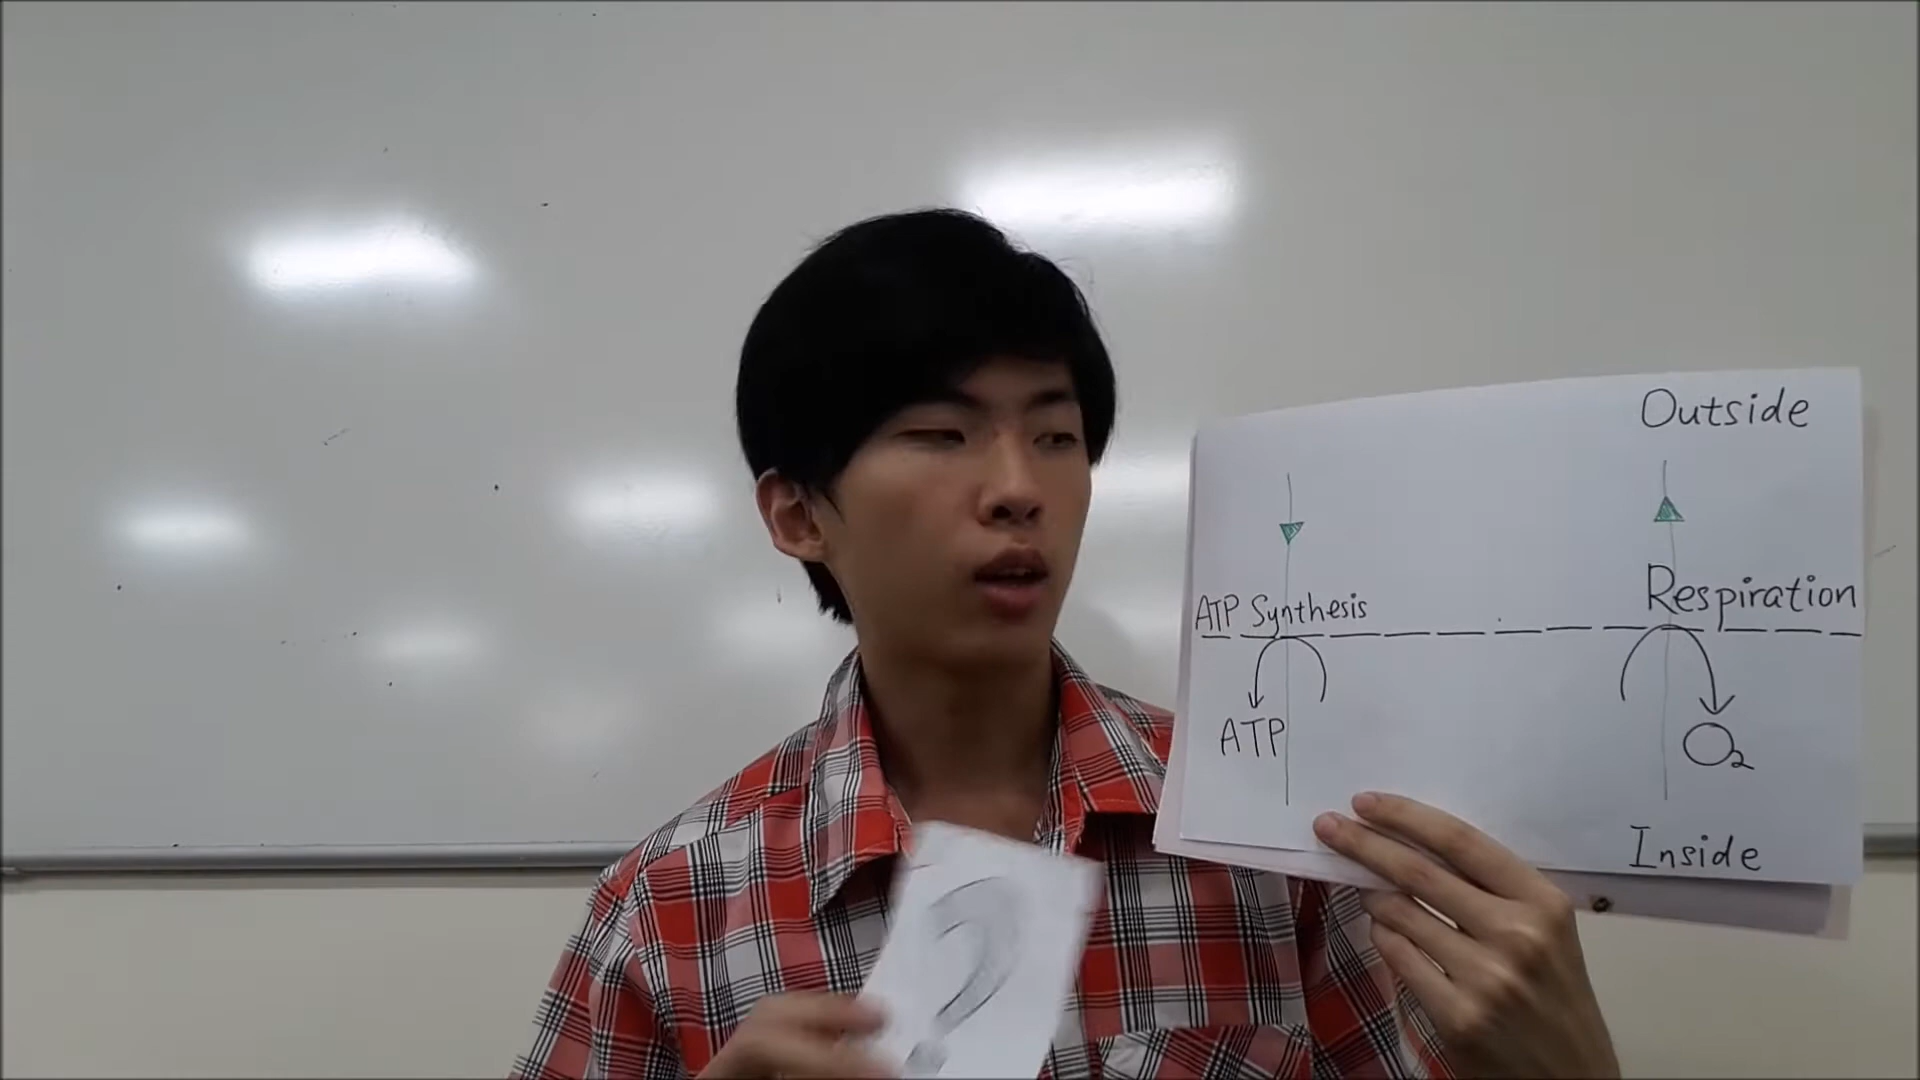 Outside
ATP Synthesis
Respiration
ATP
O₂
Inside
?